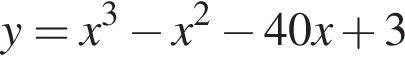 y = x³ − x² − 40x + 3